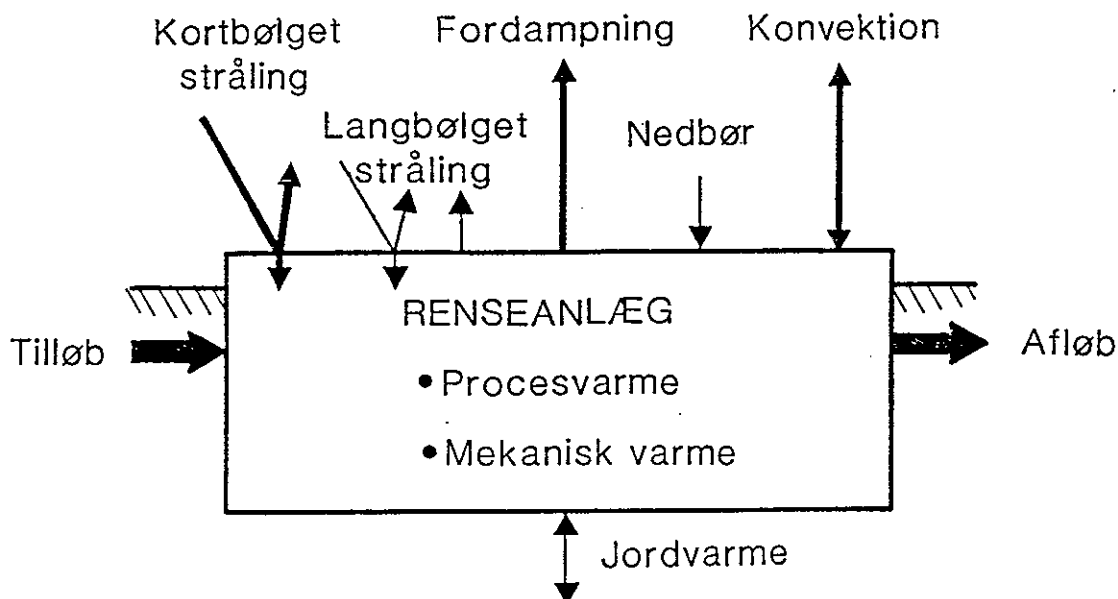 Kortbølget
stråling
Fordampning
Konvektion
Langbølget
stråling
Nedbør
RENSEANLÆG
Tilløb
Afløb
• Procesvarme
• Mekanisk varme
Jordvarme